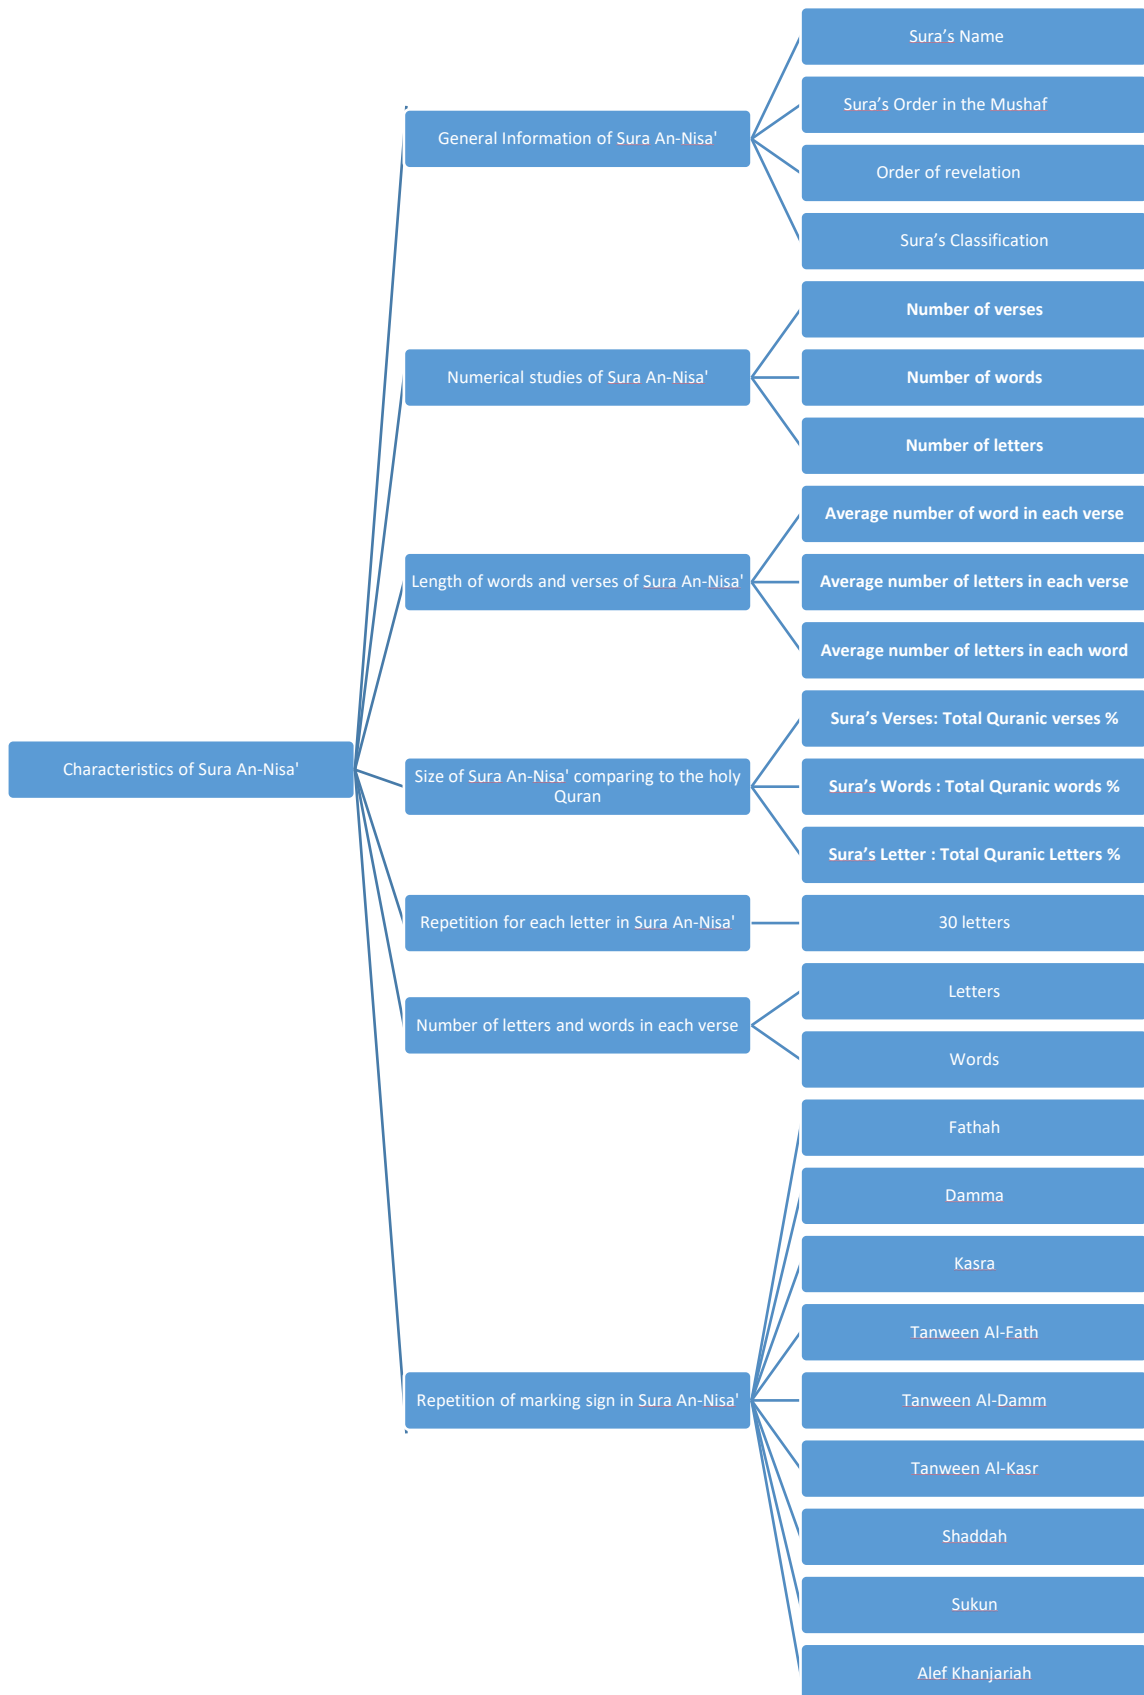 Characteristics of Sura An-Nisa'
General Information of Sura An-Nisa'
Sura’s Name
Sura’s Order in the Mushaf
Order of revelation
Sura’s Classification
Numerical studies of Sura An-Nisa'
Number of verses
Number of words
Number of letters
Length of words and verses of Sura An-Nisa'
Average number of word in each verse
Average number of letters in each verse
Average number of letters in each word
Size of Sura An-Nisa' comparing to the holy
Quran
Sura’s Verses: Total Quranic verses %
Sura’s Words : Total Quranic words %
Sura’s Letter : Total Quranic Letters %
Repetition for each letter in Sura An-Nisa'
30 letters
Number of letters and words in each verse
Letters
Words
Repetition of marking sign in Sura An-Nisa'
Fathah
Damma
Kasra
Tanween Al-Fath
Tanween Al-Damm
Tanween Al-Kasr
Shaddah
Sukun
Alef Khanjariah